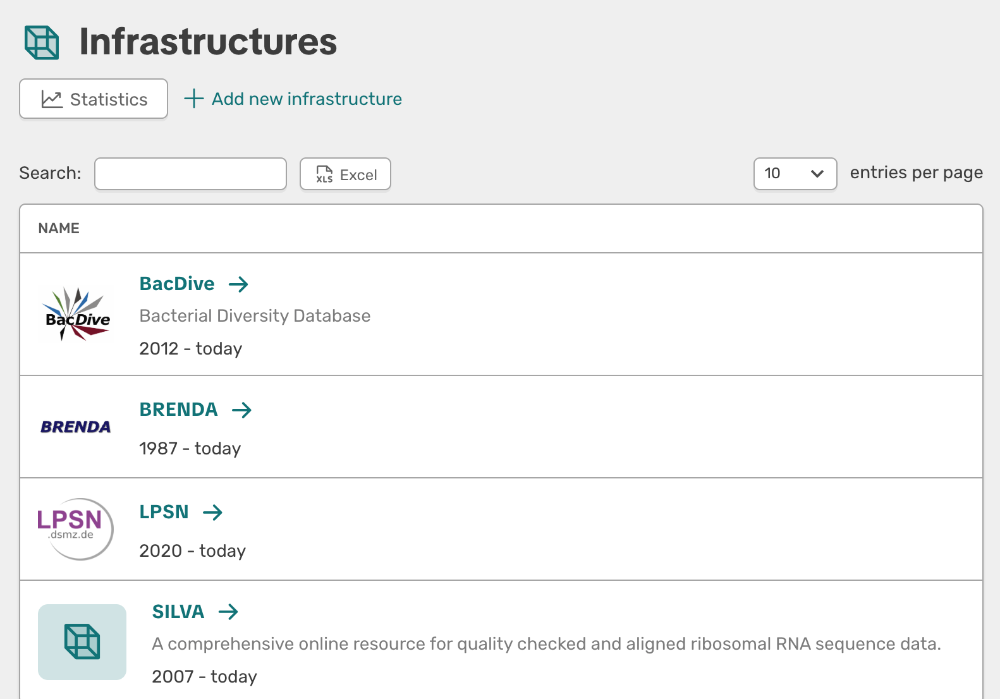 Infrastructures
Statistics
Add new infrastructure
Search:
XLS Excel
10
entries per page
NAME
BacDive
BacDive
Bacterial Diversity Database
2012 - today
BRENDA
BRENDA
1987 - today
LPSN
.dsmz.de
LPSN
2020 - today
SILVA
A comprehensive online resource for quality checked and aligned ribosomal RNA sequence data.
2007 - today